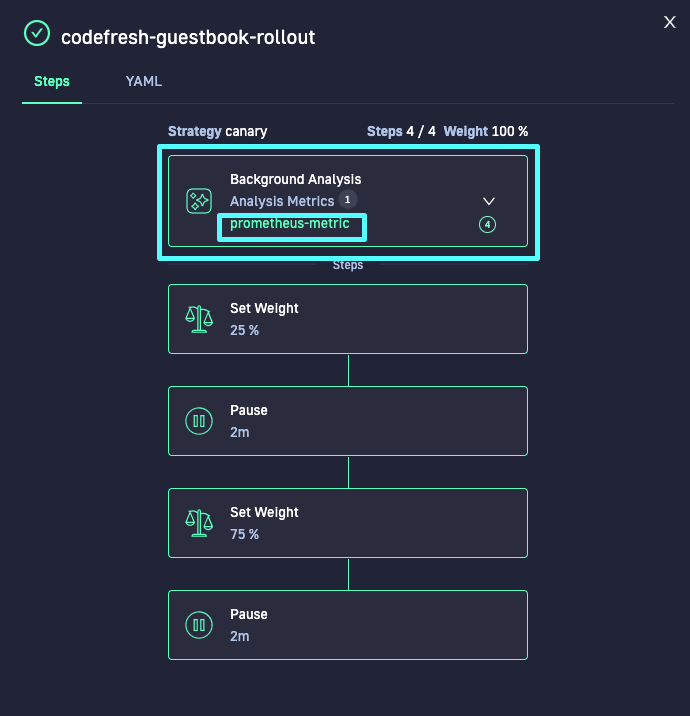 codefresh-guestbook-rollout
X
Steps
YAML
Strategy canary
Steps 4 / 4 Weight 100 %
Background Analysis
Analysis Metrics 1
prometheus-metric
4
Steps
Set Weight
25 %
Pause
2m
Set Weight
75 %
Pause
2m